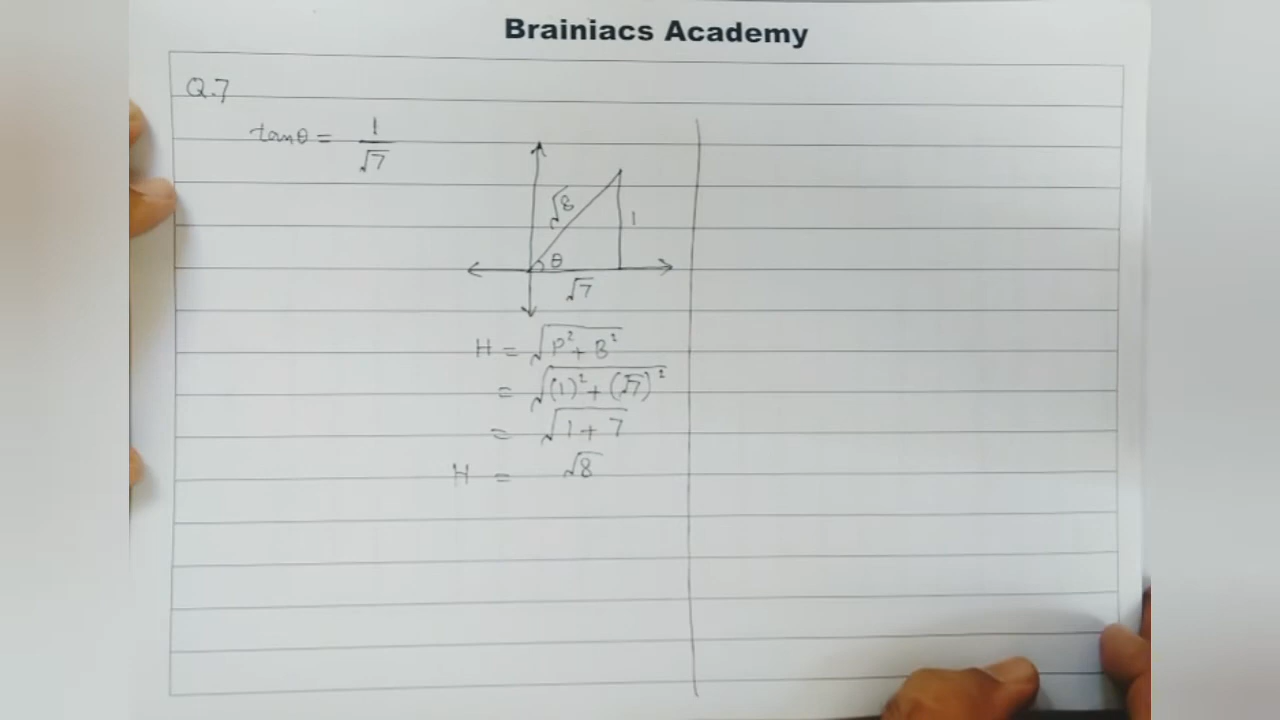 Brainiacs Academy
Q.7
tanθ = 1/√7
√8
1
θ
√7
H = √(P² + B²)
= √((1)² + (√7)²)
= √(1 + 7)
H = √8